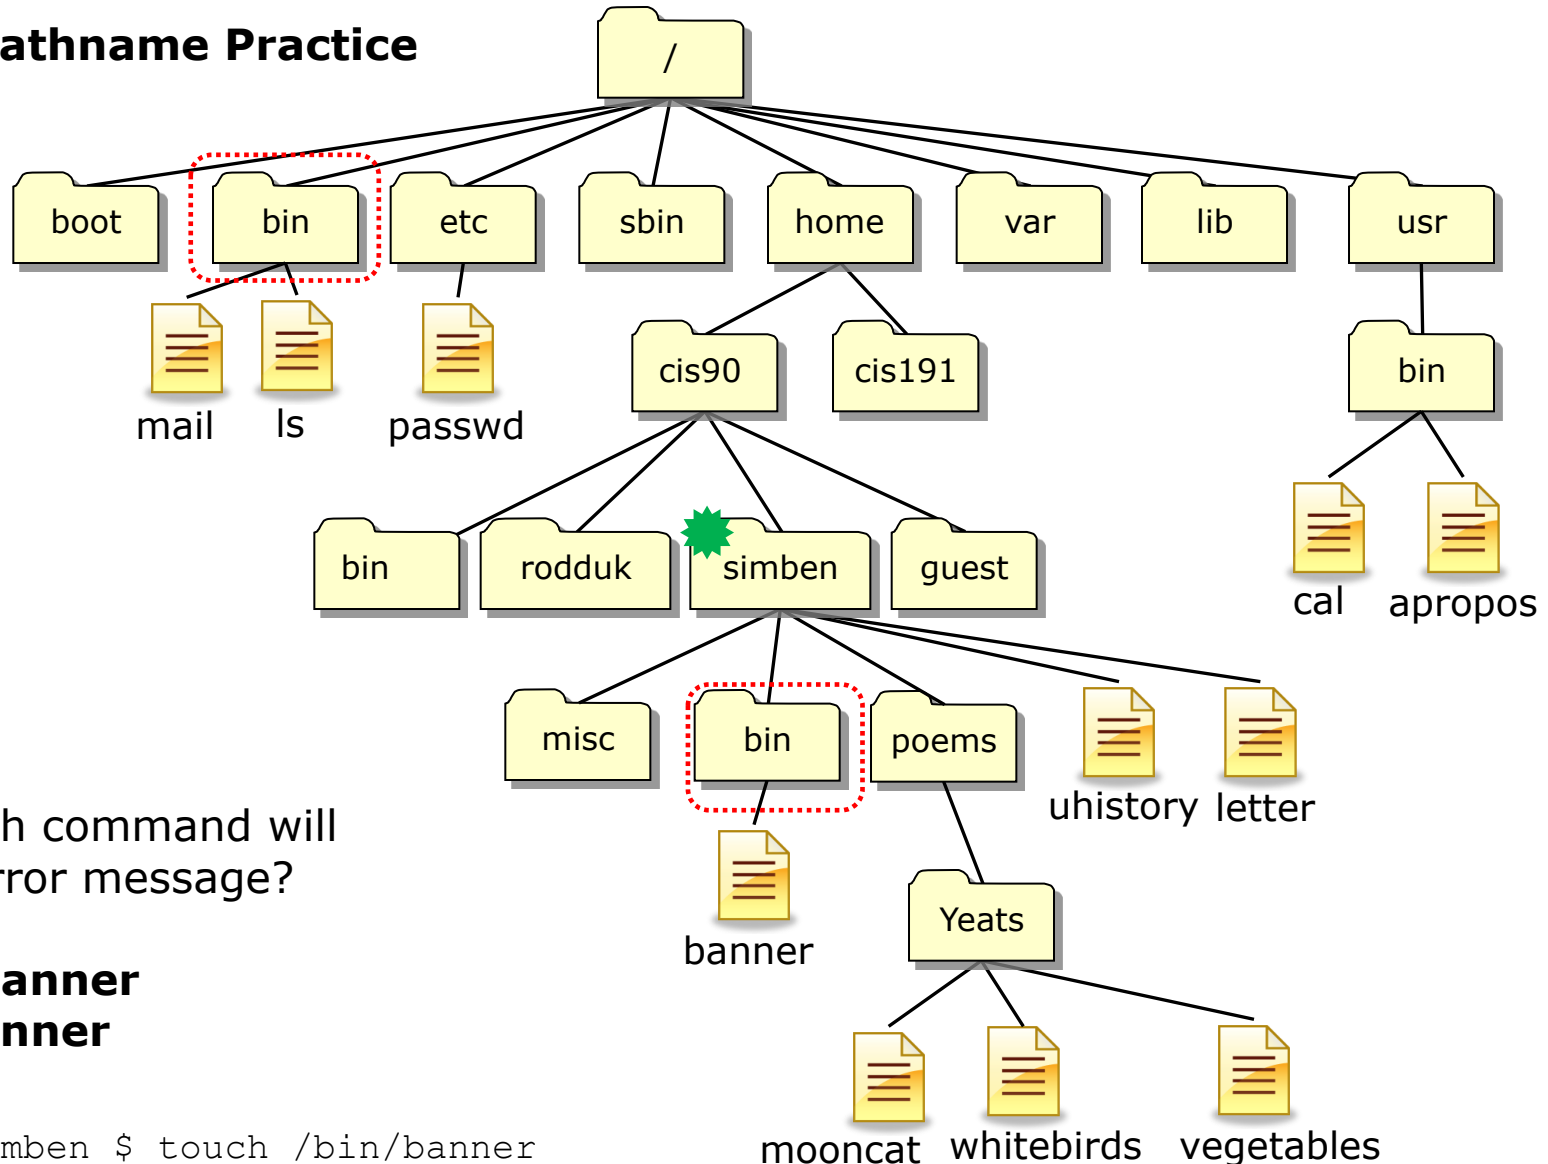 athname Practice
/
boot bin etc sbin home var lib usr
mail ls passwd
cis90 cis191 bin
cal apropos
bin rodduk simben guest
misc bin poems
uhistory letter
h command will
rror message?
banner
Yeats
anner
nner
mooncat whitebirds vegetables
mben $ touch /bin/banner